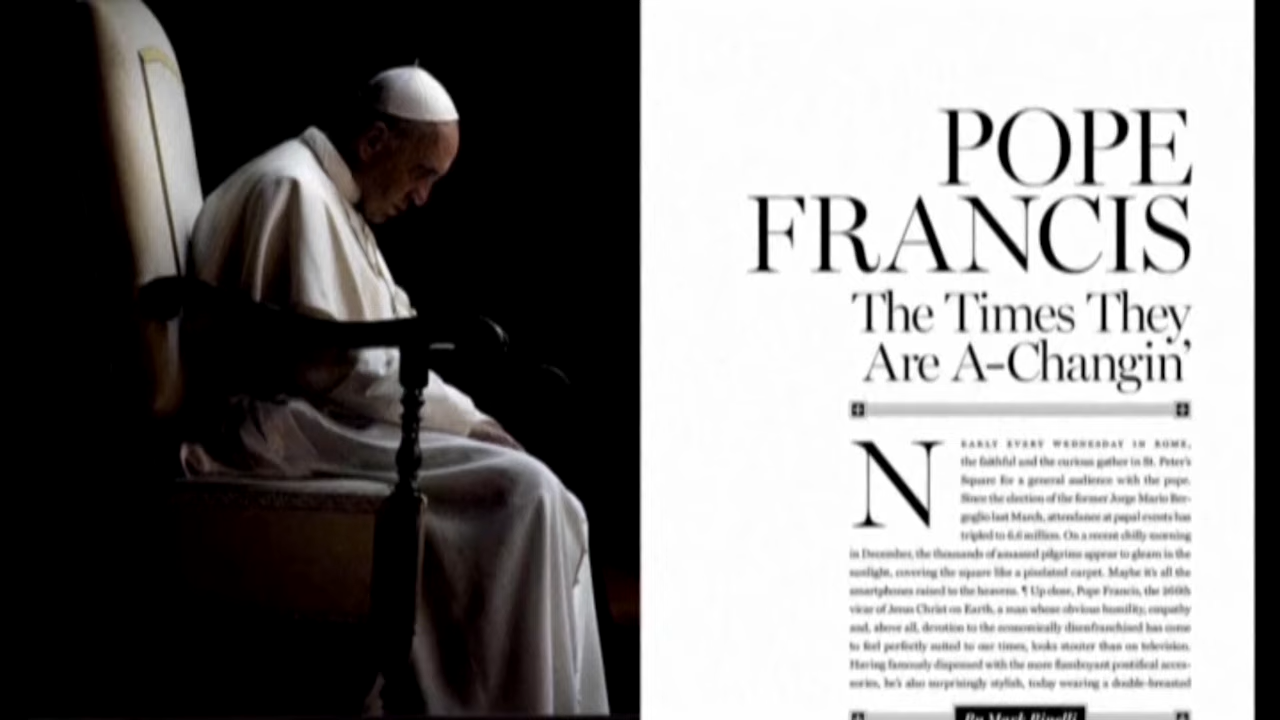 POPE
FRANCIS
The Times They
Are A-Changin'
NEARLY EVERY WEDNESDAY IN ROME,
the faithful and the curious gather in St. Peter's
Square for a general audience with the pope.
Since the election of the former Jorge Mario Ber-
goglio last March, attendance at papal events has
tripled to 6.6 million. On a recent chilly morning
in December, the thousands of amassed pilgrims appear to gleam in the
sunlight, covering the square like a pixelated carpet. Maybe it's all the
smartphones raised to the heavens. ¶ Up close, Pope Francis, the 266th
vicar of Jesus Christ on Earth, a man whose obvious humility, empathy
and, above all, devotion to the economically disenfranchised has come
to feel perfectly suited to our times, looks stouter than on television.
Having famously dispensed with the more flamboyant pontifical acces-
sories, he's also surprisingly stylish, today wearing a double-breasted
By Mark Binelli